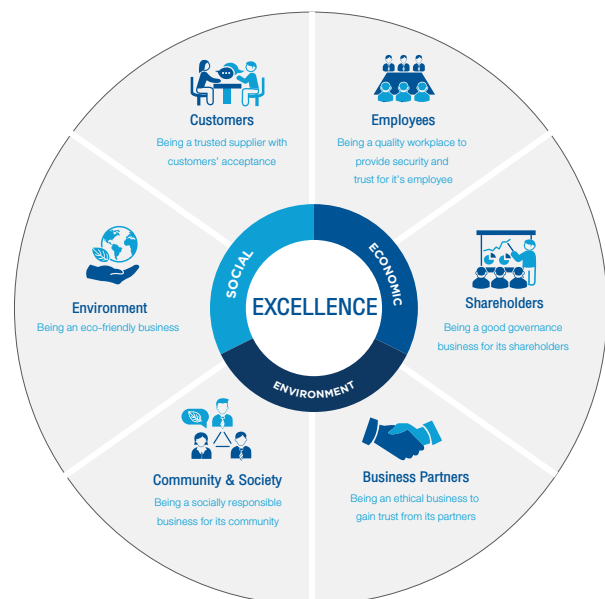 Customers
Being a trusted supplier with
customers' acceptance
Employees
Being a quality workplace to
provide security and
trust for it's employee
Environment
Being an eco-friendly business
SOCIAL
ECONOMIC
EXCELLENCE
ENVIRONMENT
Shareholders
Being a good governance
business for its shareholders
Community & Society
Being a socially responsible
business for its community
Business Partners
Being an ethical business to
gain trust from its partners